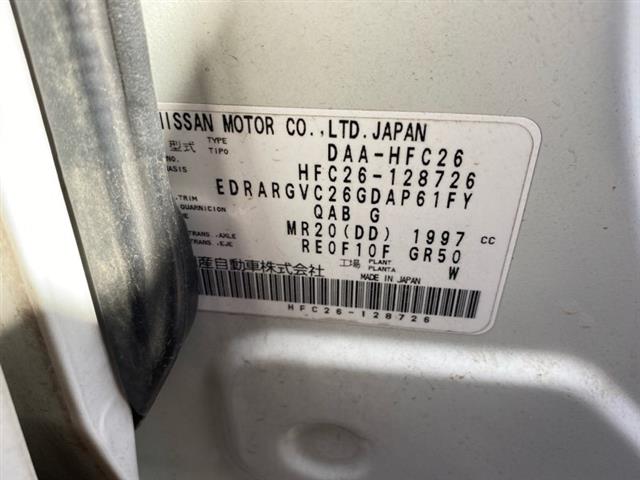 NISSAN MOTOR CO.,LTD.JAPAN
型式 TYPE TIPO DAA-HFC26
NO. HFC26-128726
EDRARGVC26GDAP61FY
TRIM GUARNICION QAB G
MR20(DD) 1997 CC
TRANS. AXLE TRANS. EJE RE0F10F GR50
産自動車株式会社 工場 PLANT PLANTA W
MADE IN JAPAN
HFC26-128726